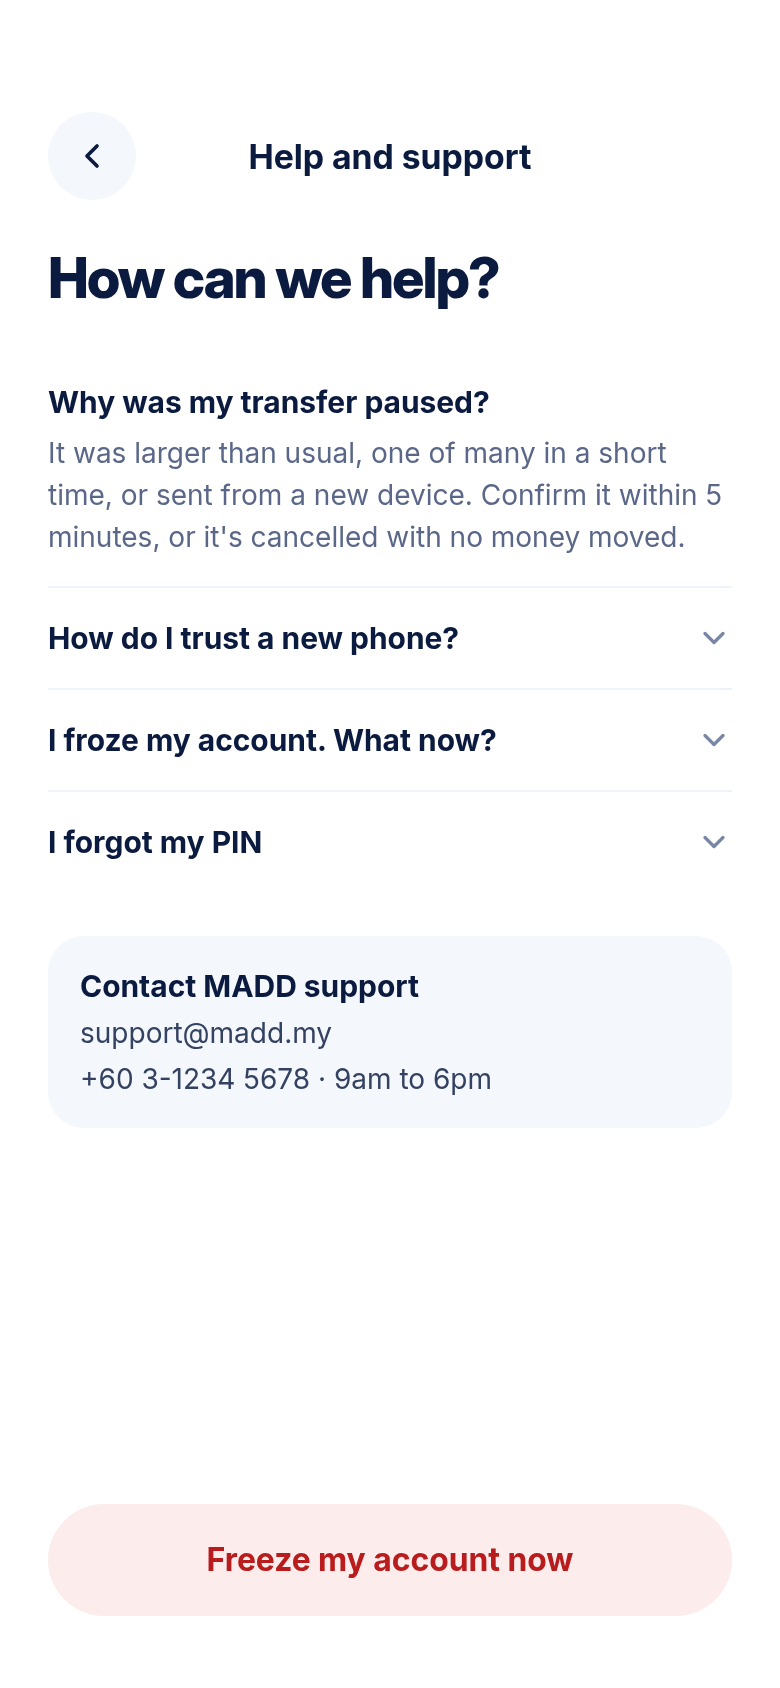 Help and support
How can we help?
Why was my transfer paused?
It was larger than usual, one of many in a short
time, or sent from a new device. Confirm it within 5
minutes, or it's cancelled with no money moved.
How do I trust a new phone?
I froze my account. What now?
I forgot my PIN
Contact MADD support
support@madd.my
+60 3-1234 5678 · 9am to 6pm
Freeze my account now